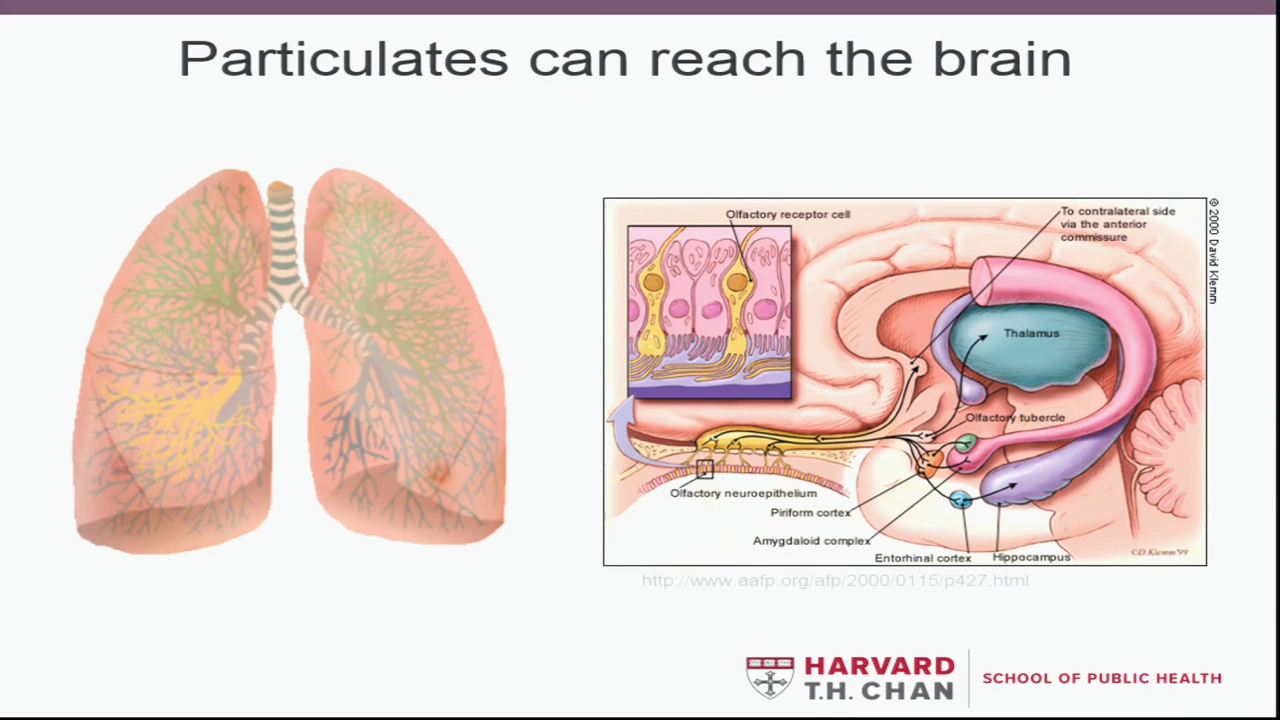 Particulates can reach the brain
Olfactory receptor cell
To contralateral side
via the anterior
commissure
© 2000 David Klemm
Thalamus
Olfactory tubercle
Olfactory neuroepithelium
Piriform cortex
Amygdaloid complex
Entorhinal cortex
Hippocampus
©D.Klemm'99
http://www.aafp.org/afp/2000/0115/p427.html
HARVARD
T.H. CHAN
SCHOOL OF PUBLIC HEALTH